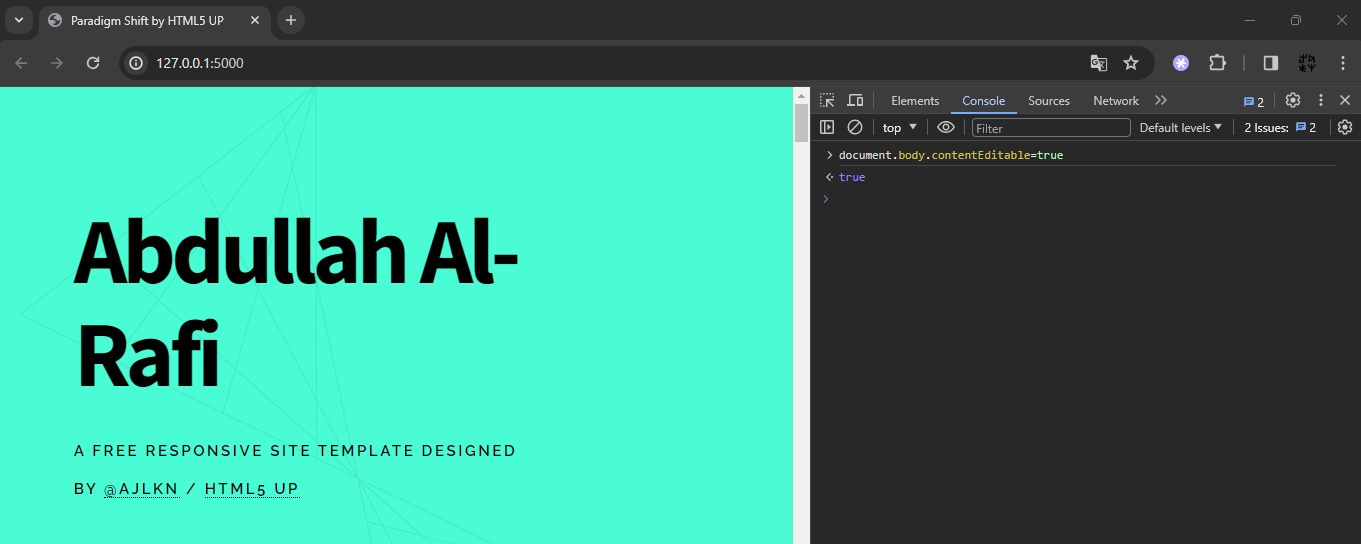 Paradigm Shift by HTML5 UP
127.0.0.1:5000
Elements Console Sources Network 2
top Filter Default levels 2 Issues: 2
document.body.contentEditable=true
true
Abdullah Al-
Rafi
A FREE RESPONSIVE SITE TEMPLATE DESIGNED
BY @AJLKN / HTML5 UP